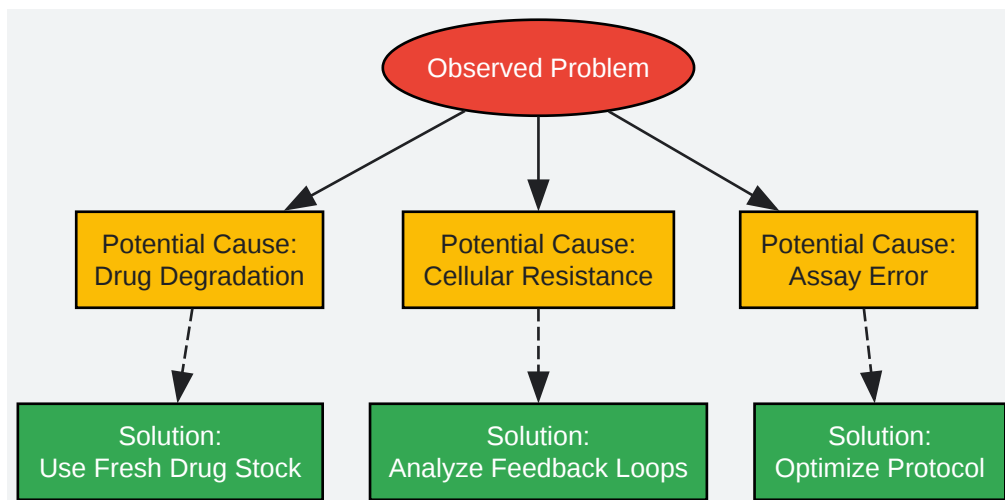 Observed Problem
Potential Cause:
Drug Degradation
Potential Cause:
Cellular Resistance
Potential Cause:
Assay Error
Solution:
Use Fresh Drug Stock
Solution:
Analyze Feedback Loops
Solution:
Optimize Protocol